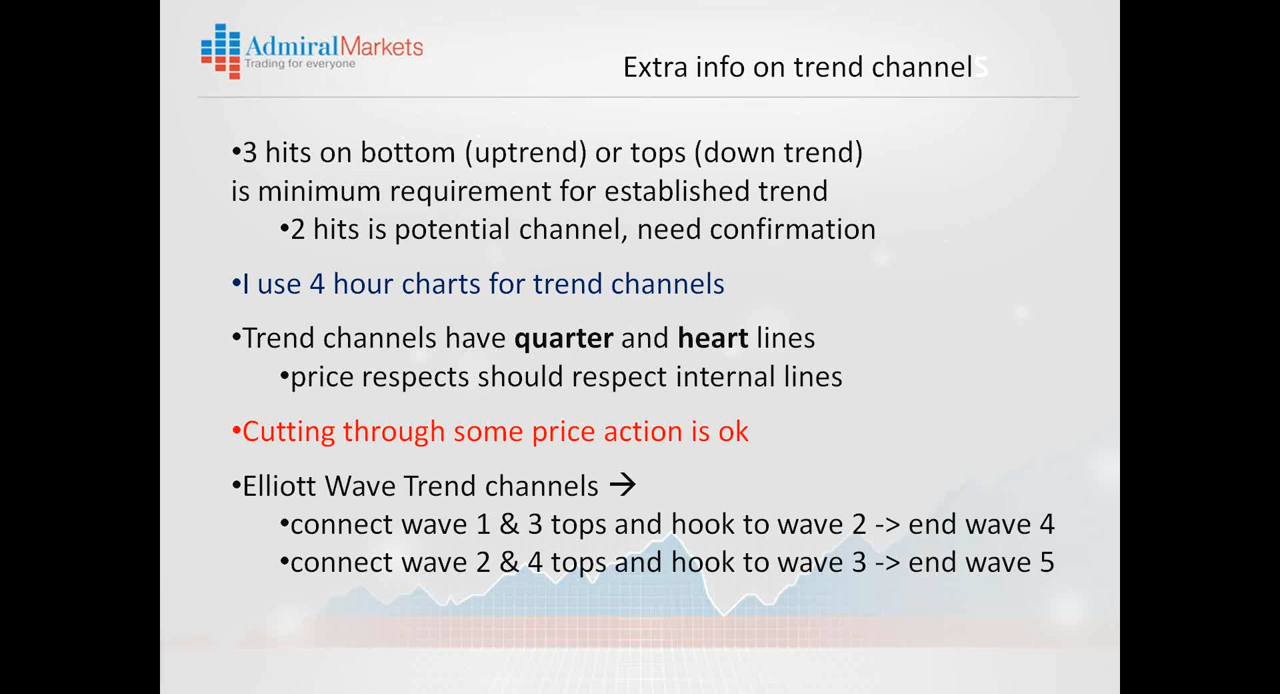 AdmiralMarkets
Trading for everyone
Extra info on trend channels
•3 hits on bottom (uptrend) or tops (down trend)
is minimum requirement for established trend
•2 hits is potential channel, need confirmation
•I use 4 hour charts for trend channels
•Trend channels have quarter and heart lines
•price respects should respect internal lines
•Cutting through some price action is ok
•Elliott Wave Trend channels →
•connect wave 1 & 3 tops and hook to wave 2 -> end wave 4
•connect wave 2 & 4 tops and hook to wave 3 -> end wave 5